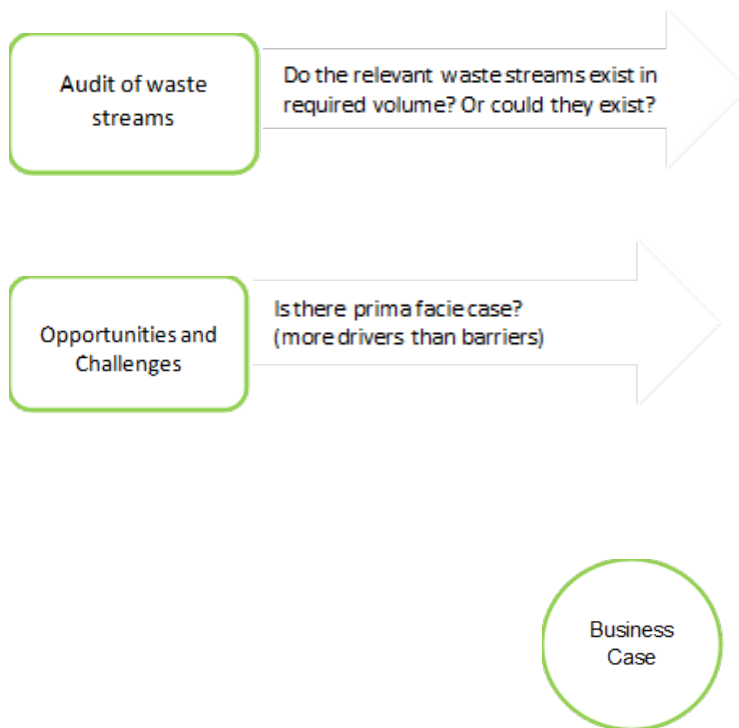 Audit of waste
streams
Do the relevant waste streams exist in
required volume? Or could they exist?
Opportunities and
Challenges
Is there prima facie case?
(more drivers than barriers)
Business
Case